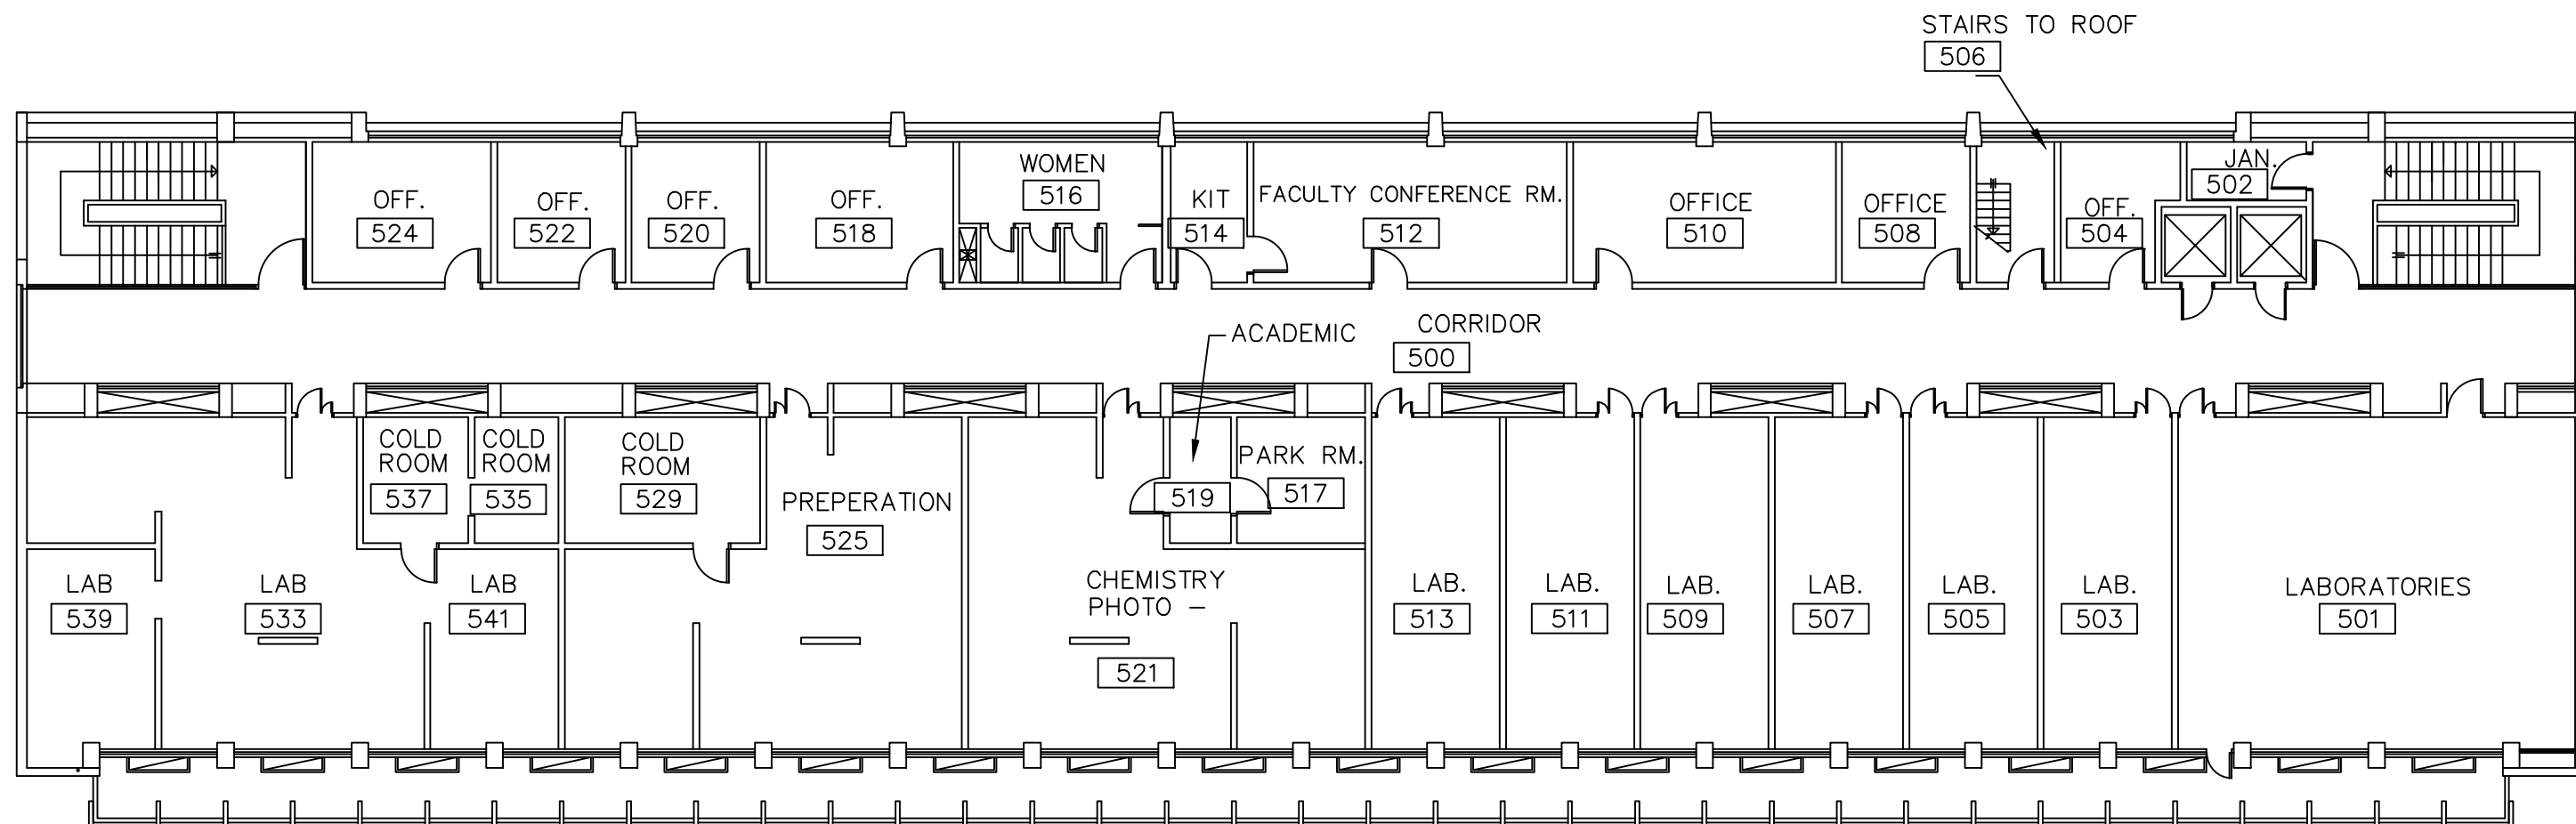 STAIRS TO ROOF
506
WOMEN
516
JAN.
502
OFF.
524
OFF.
522
OFF.
520
OFF.
518
KIT
514
FACULTY CONFERENCE RM.
512
OFFICE
510
OFFICE
508
OFF.
504
ACADEMIC
CORRIDOR
500
COLD
ROOM
537
COLD
ROOM
535
COLD
ROOM
529
PREPERATION
525
519
PARK RM.
517
LAB
539
LAB
533
LAB
541
CHEMISTRY
PHOTO –
521
LAB.
513
LAB.
511
LAB.
509
LAB.
507
LAB.
505
LAB.
503
LABORATORIES
501